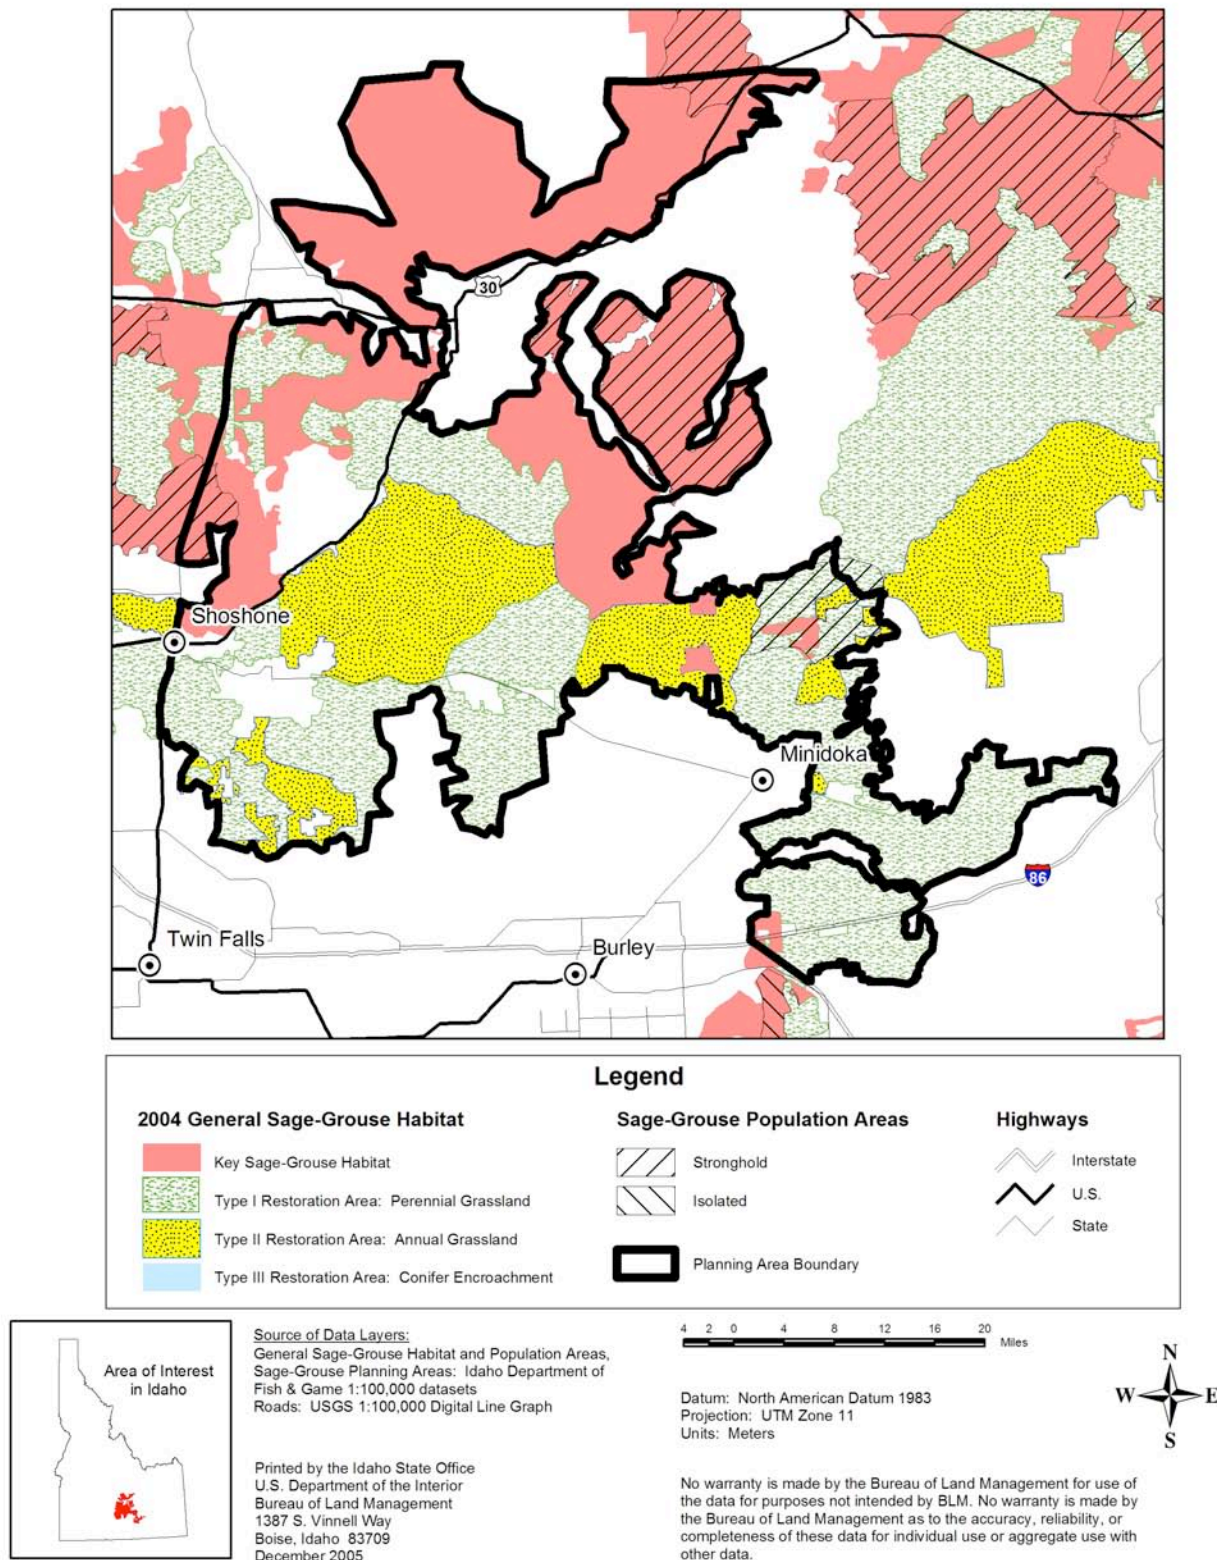 30
Shoshone
Minidoka
86
Twin Falls
Burley
Legend
2004 General Sage-Grouse Habitat
Key Sage-Grouse Habitat
Type I Restoration Area: Perennial Grassland
Type II Restoration Area: Annual Grassland
Type III Restoration Area: Conifer Encroachment
Sage-Grouse Population Areas
Stronghold
Isolated
Planning Area Boundary
Highways
Interstate
U.S.
State
Area of Interest
in Idaho
Source of Data Layers:
General Sage-Grouse Habitat and Population Areas,
Sage-Grouse Planning Areas: Idaho Department of
Fish & Game 1:100,000 datasets
Roads: USGS 1:100,000 Digital Line Graph
Printed by the Idaho State Office
U.S. Department of the Interior
Bureau of Land Management
1387 S. Vinnell Way
Boise, Idaho 83709
December 2005
4 2 0 4 8 12 16 20
Miles
Datum: North American Datum 1983
Projection: UTM Zone 11
Units: Meters
No warranty is made by the Bureau of Land Management for use of
the data for purposes not intended by BLM. No warranty is made by
the Bureau of Land Management as to the accuracy, reliability, or
completeness of these data for individual use or aggregate use with
other data.
N
W E
S